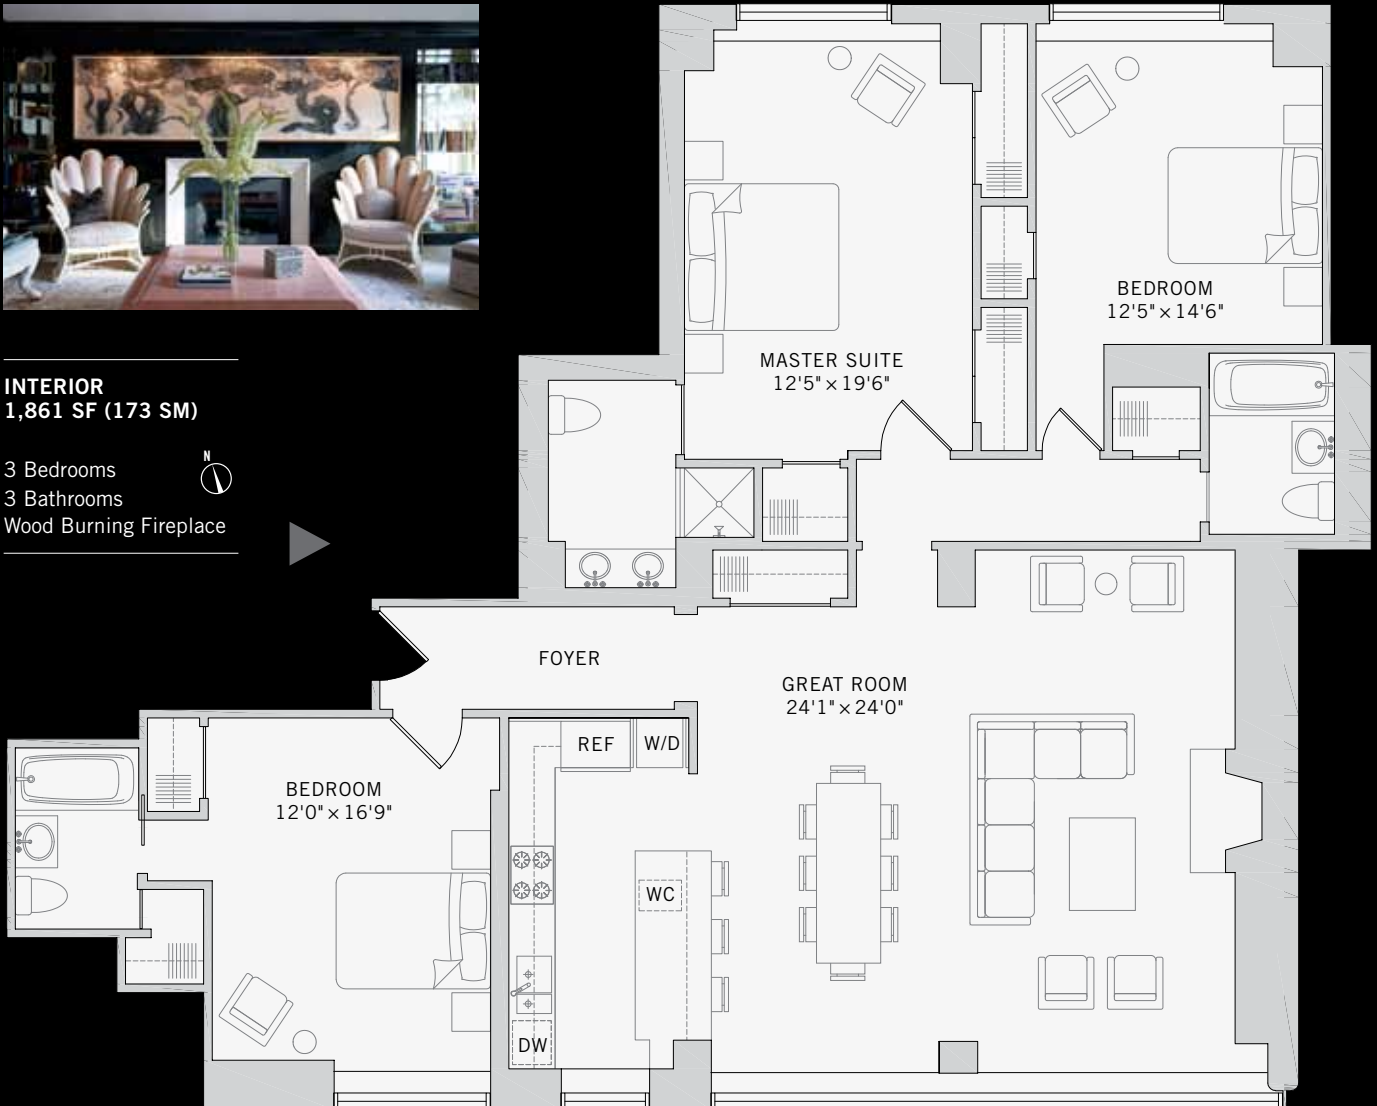 INTERIOR
1,861 SF (173 SM)
3 Bedrooms
3 Bathrooms
Wood Burning Fireplace
N
MASTER SUITE
12'5" × 19'6"
BEDROOM
12'5" × 14'6"
FOYER
GREAT ROOM
24'1" × 24'0"
BEDROOM
12'0" × 16'9"
REF
W/D
WC
DW